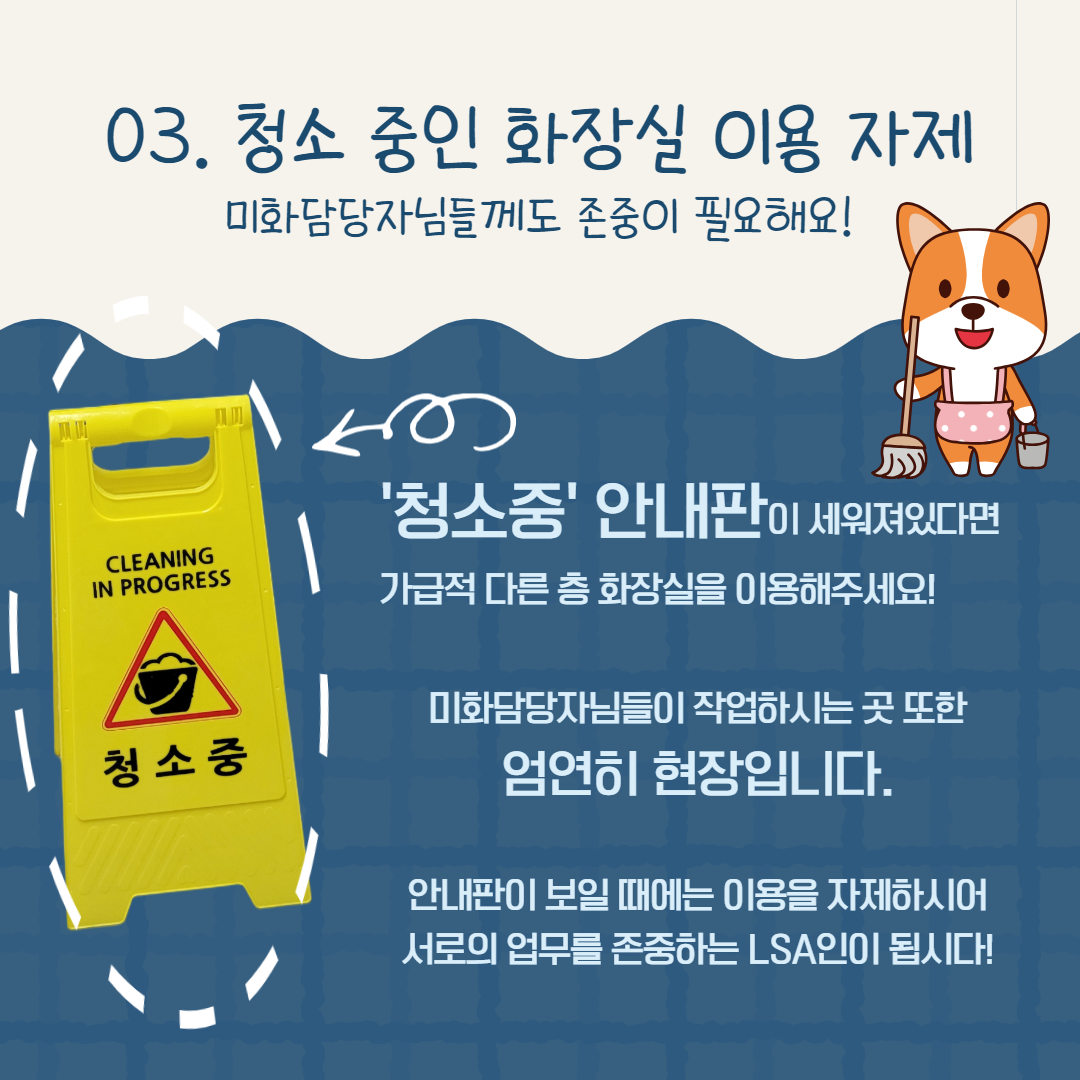 03. 청소 중인 화장실 이용 자제
미화담당자님들께도 존중이 필요해요!
CLEANING
IN PROGRESS
청소중
'청소중' 안내판이 세워져있다면
가급적 다른 층 화장실을 이용해주세요!
미화담당자님들이 작업하시는 곳 또한
엄연히 현장입니다.
안내판이 보일 때에는 이용을 자제하시어
서로의 업무를 존중하는 LSA인이 됩시다!